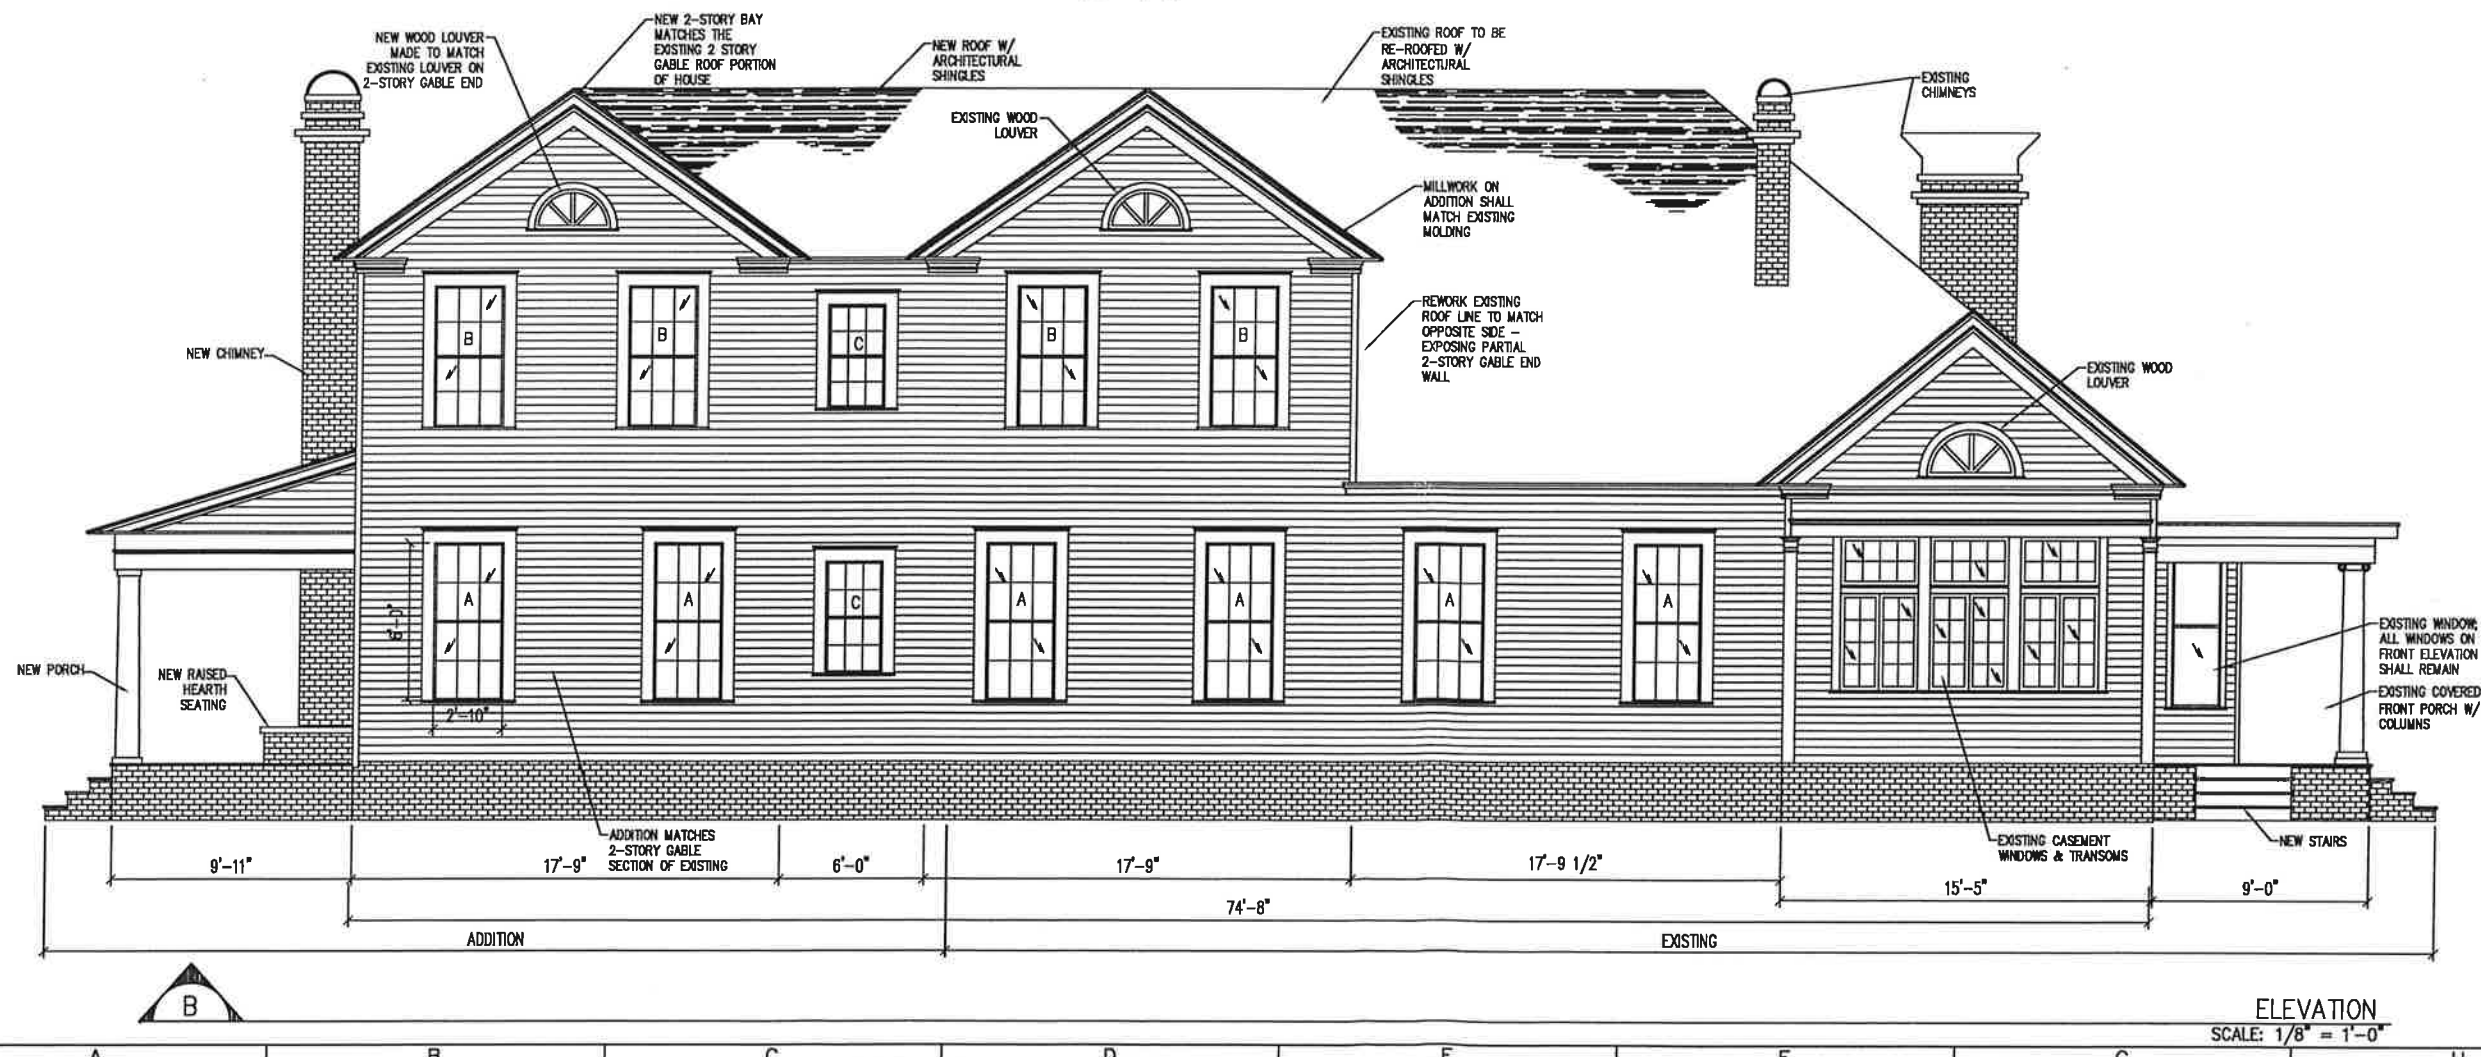 NEW WOOD LOUVER
MADE TO MATCH
EXISTING LOUVER ON
2-STORY GABLE END
NEW 2-STORY BAY
MATCHES THE
EXISTING 2 STORY
GABLE ROOF PORTION
OF HOUSE
NEW ROOF W/
ARCHITECTURAL
SHINGLES
EXISTING WOOD
LOUVER
EXISTING ROOF TO BE
RE-ROOFED W/
ARCHITECTURAL
SHINGLES
EXISTING
CHIMNEYS
MILLWORK ON
ADDITION SHALL
MATCH EXISTING
MOLDING
REWORK EXISTING
ROOF LINE TO MATCH
OPPOSITE SIDE –
EXPOSING PARTIAL
2-STORY GABLE END
WALL
NEW CHIMNEY
B
B
C
B
B
EXISTING WOOD
LOUVER
A
A
C
A
A
A
A
6'-0"
2'-10"
NEW PORCH
NEW RAISED
HEARTH
SEATING
EXISTING WINDOW;
ALL WINDOWS ON
FRONT ELEVATION
SHALL REMAIN
EXISTING COVERED
FRONT PORCH W/
COLUMNS
ADDITION MATCHES
2-STORY GABLE
SECTION OF EXISTING
EXISTING CASEMENT
WINDOWS & TRANSOMS
NEW STAIRS
9'-11"
17'-9"
6'-0"
17'-9"
17'-9 1/2"
15'-5"
9'-0"
74'-8"
ADDITION
EXISTING
B
ELEVATION
SCALE: 1/8" = 1'-0"